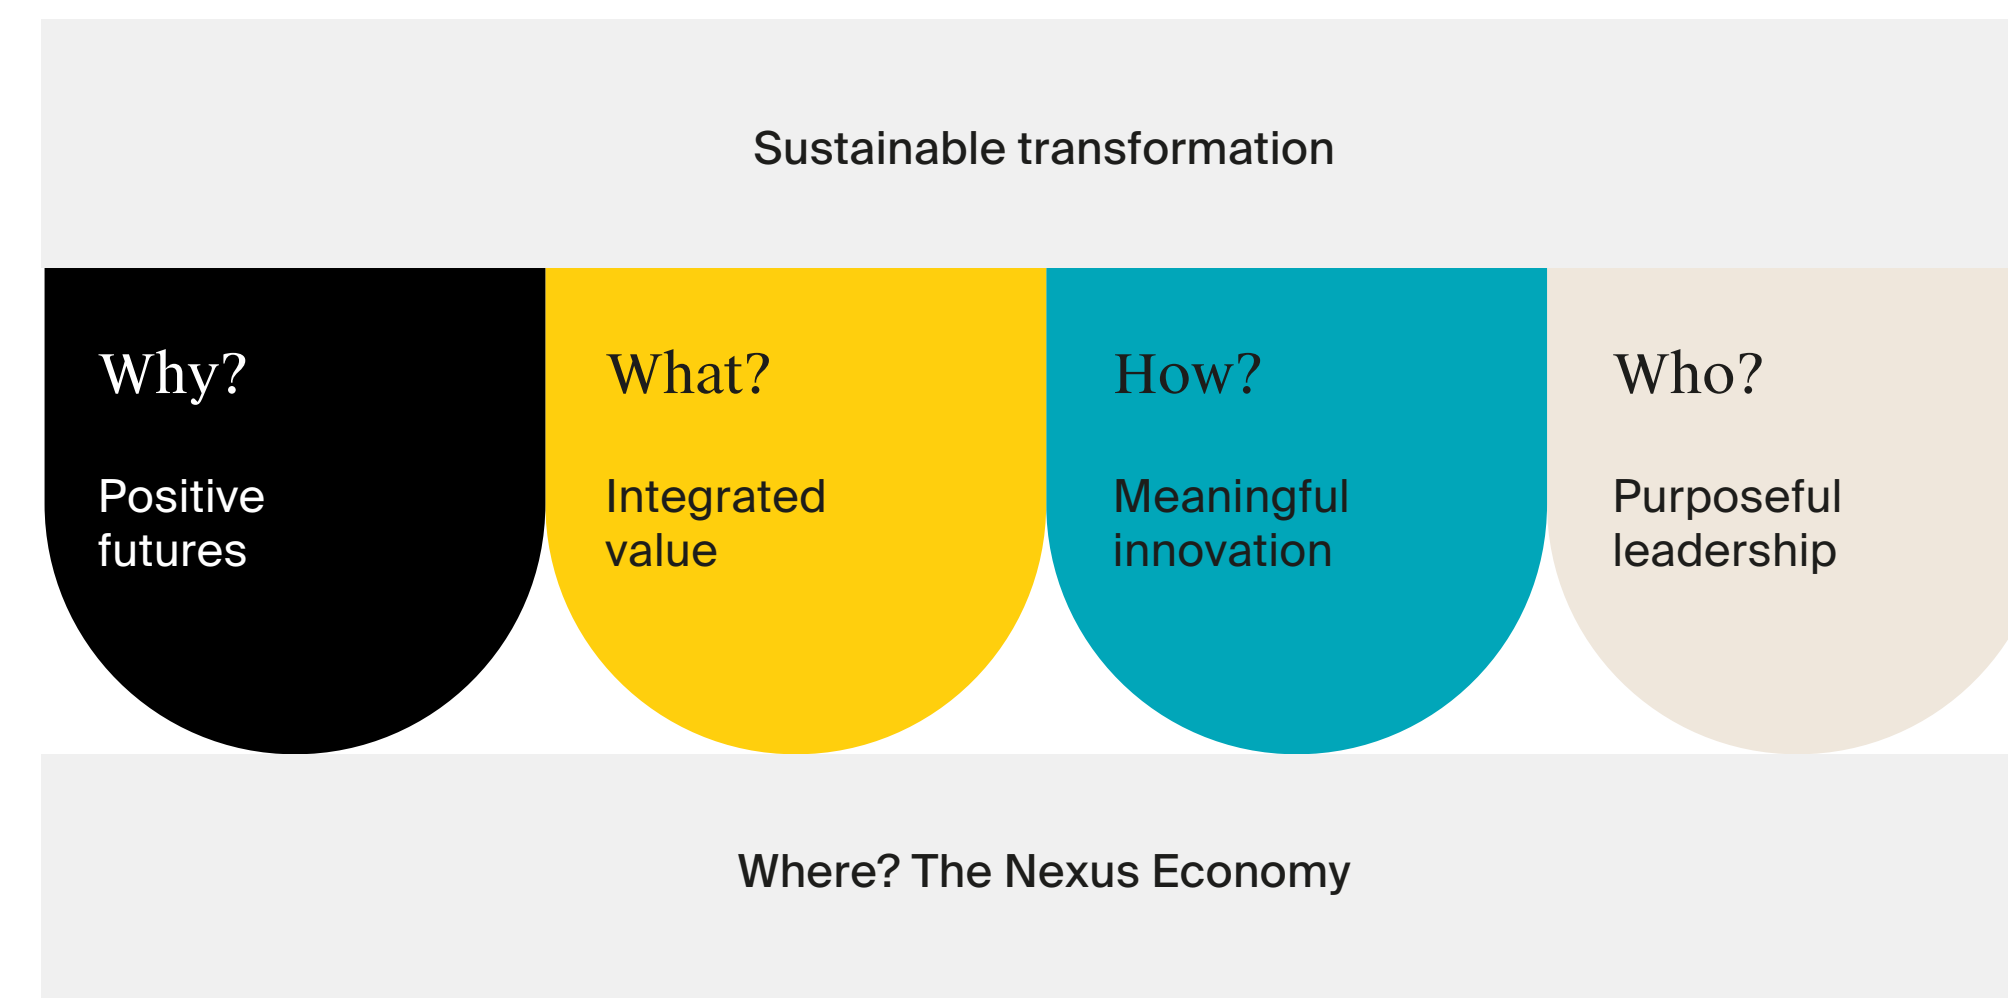 Sustainable transformation
Why?
Positive
futures
What?
Integrated
value
How?
Meaningful
innovation
Who?
Purposeful
leadership
Where? The Nexus Economy